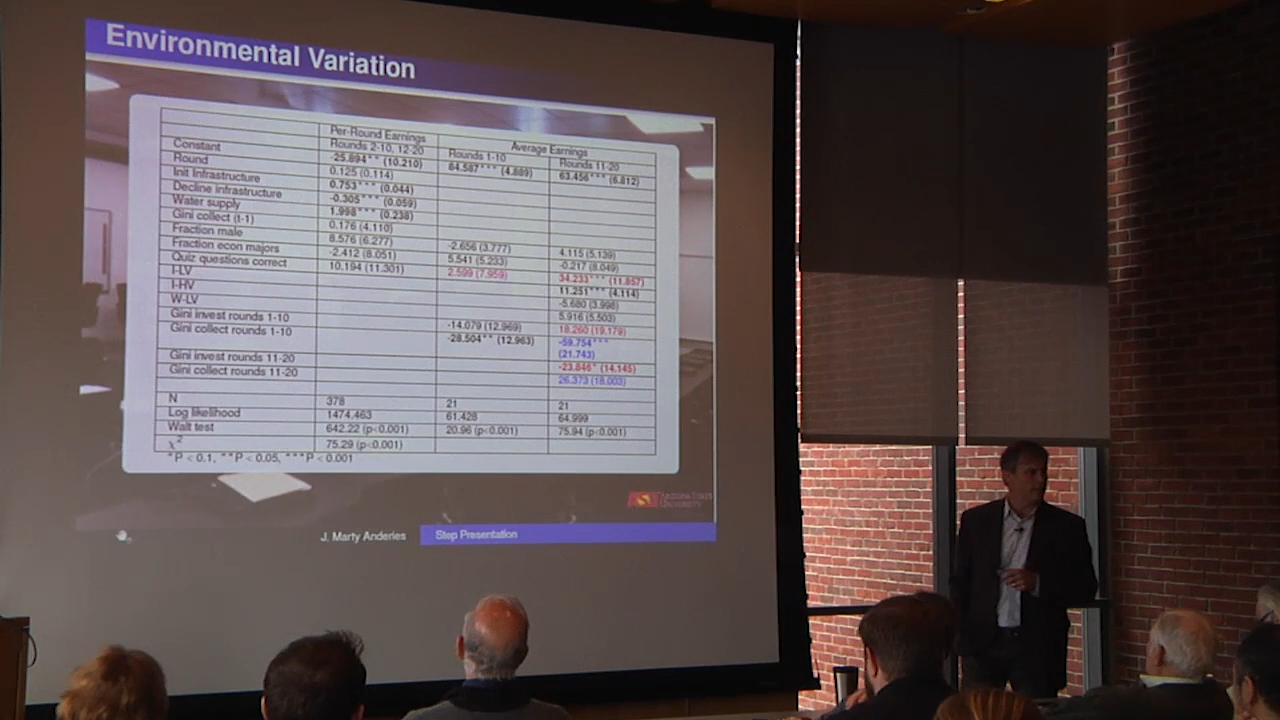 Environmental Variation
Per-Round Earnings Average Earnings
Rounds 2-10, 12-20 Rounds 1-10 Rounds 11-20
Constant -25.894** (10.210) 84.587*** (4.889) 63.456*** (6.812)
Round 0.125 (0.114)
Init Infrastructure 0.753*** (0.044)
Decline infrastructure -0.305*** (0.059)
Water supply 1.998*** (0.238)
Gini collect (t-1) 0.176 (4.110)
Fraction male 8.576 (6.277) -2.656 (3.777) 4.115 (5.139)
Fraction econ majors -2.412 (8.051) 5.541 (5.233) -0.217 (8.049)
Quiz questions correct 10.194 (11.301) 2.599 (7.959) 34.233*** (11.857)
I-LV 11.251*** (4.114)
I-HV -5.680 (3.998)
W-LV 5.916 (5.503)
Gini invest rounds 1-10 -14.079 (12.969) 18.260 (19.179)
Gini collect rounds 1-10 -28.504** (12.963) -59.754***
(21.743)
Gini invest rounds 11-20 -23.846* (14.145)
Gini collect rounds 11-20 26.373 (18.003)
N 378 21 21
Log likelihood 1474,463 61.428 64.999
Walt test 642.22 (p<0.001) 20.96 (p<0.001) 75.94 (p<0.001)
χ² 75.29 (p<0.001)
*P < 0.1, **P < 0.05, ***P < 0.001
ASU ARIZONA STATE
UNIVERSITY
J. Marty Anderies Step Presentation